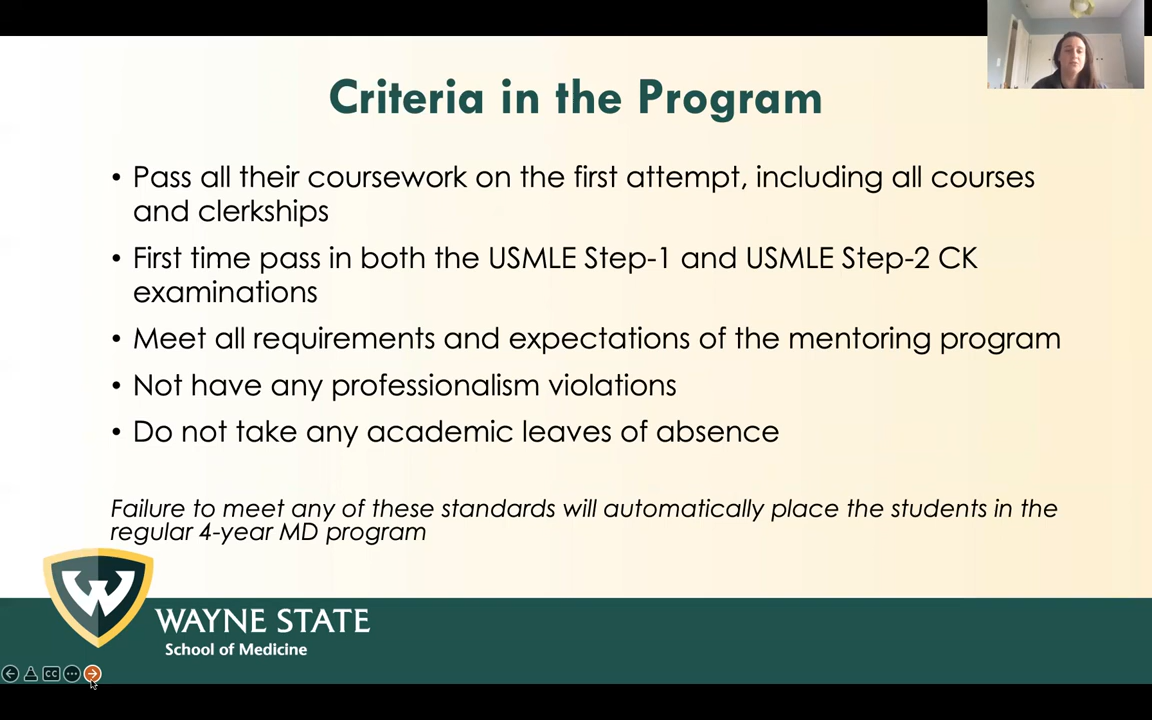 Criteria in the Program
• Pass all their coursework on the first attempt, including all courses
and clerkships
• First time pass in both the USMLE Step-1 and USMLE Step-2 CK
examinations
• Meet all requirements and expectations of the mentoring program
• Not have any professionalism violations
• Do not take any academic leaves of absence
Failure to meet any of these standards will automatically place the students in the
regular 4-year MD program
W
WAYNE STATE
School of Medicine
CC